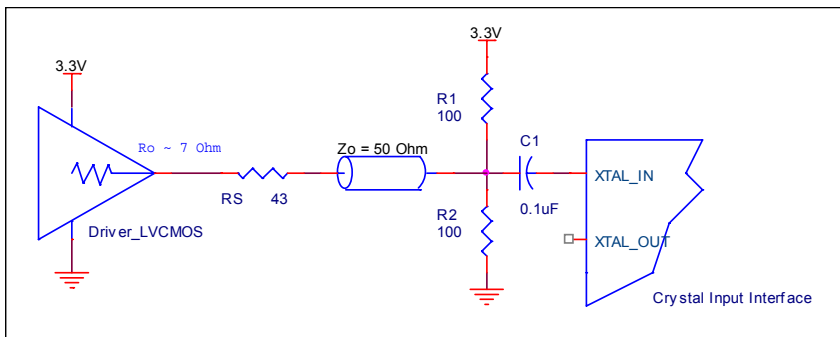 3.3V
3.3V
R1
100
Ro ~ 7 Ohm
Zo = 50 Ohm
C1
XTAL_IN
RS 43
0.1uF
R2
100
XTAL_OUT
Driver_LVCMOS
Crystal Input Interface